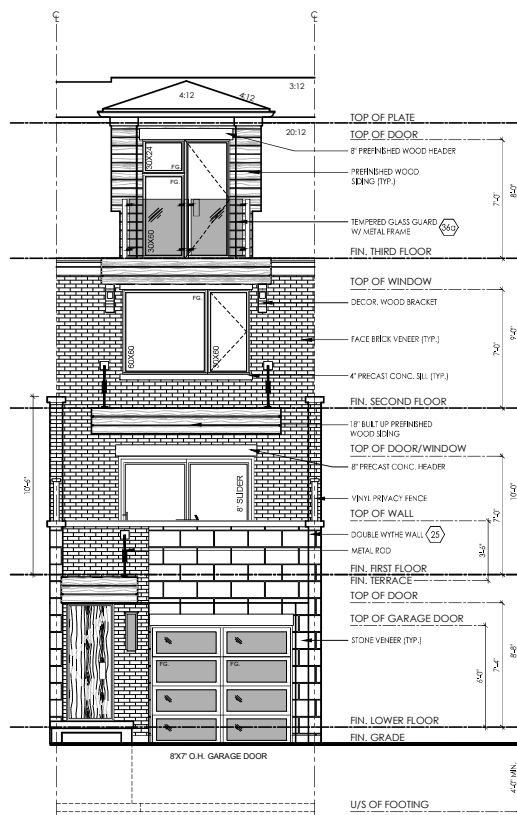 ℄ ℄
3:12
4:12 4:12
TOP OF PLATE
20:12 TOP OF DOOR
8" PREFINISHED WOOD HEADER
30X24
FG.
PREFINISHED WOOD
SIDING (TYP.)
FG.
7'-0" 8'-0"
TEMPERED GLASS GUARD
W/ METAL FRAME
36a
30X60
FIN. THIRD FLOOR
TOP OF WINDOW
FG.
DECOR. WOOD BRACKET
FACE BRICK VENEER (TYP.)
7'-0" 9'-0"
60X60 30X60
4" PRECAST CONC. SILL (TYP.)
FIN. SECOND FLOOR
18" BUILT UP PREFINISHED
WOOD SIDING
TOP OF DOOR/WINDOW
8" PRECAST CONC. HEADER
10'-6"
8' SLIDER
VINYL PRIVACY FENCE
7'-0" 10'-0"
TOP OF WALL
DOUBLE WYTHE WALL
25
METAL ROD
3'-6"
FIN. FIRST FLOOR
FIN. TERRACE
TOP OF DOOR
TOP OF GARAGE DOOR
STONE VENEER (TYP.)
FG.
6'-0" 7'-4" 8'-8"
FIN. LOWER FLOOR
FIN. GRADE
8'X7' O.H. GARAGE DOOR
4'-0" MIN.
U/S OF FOOTING